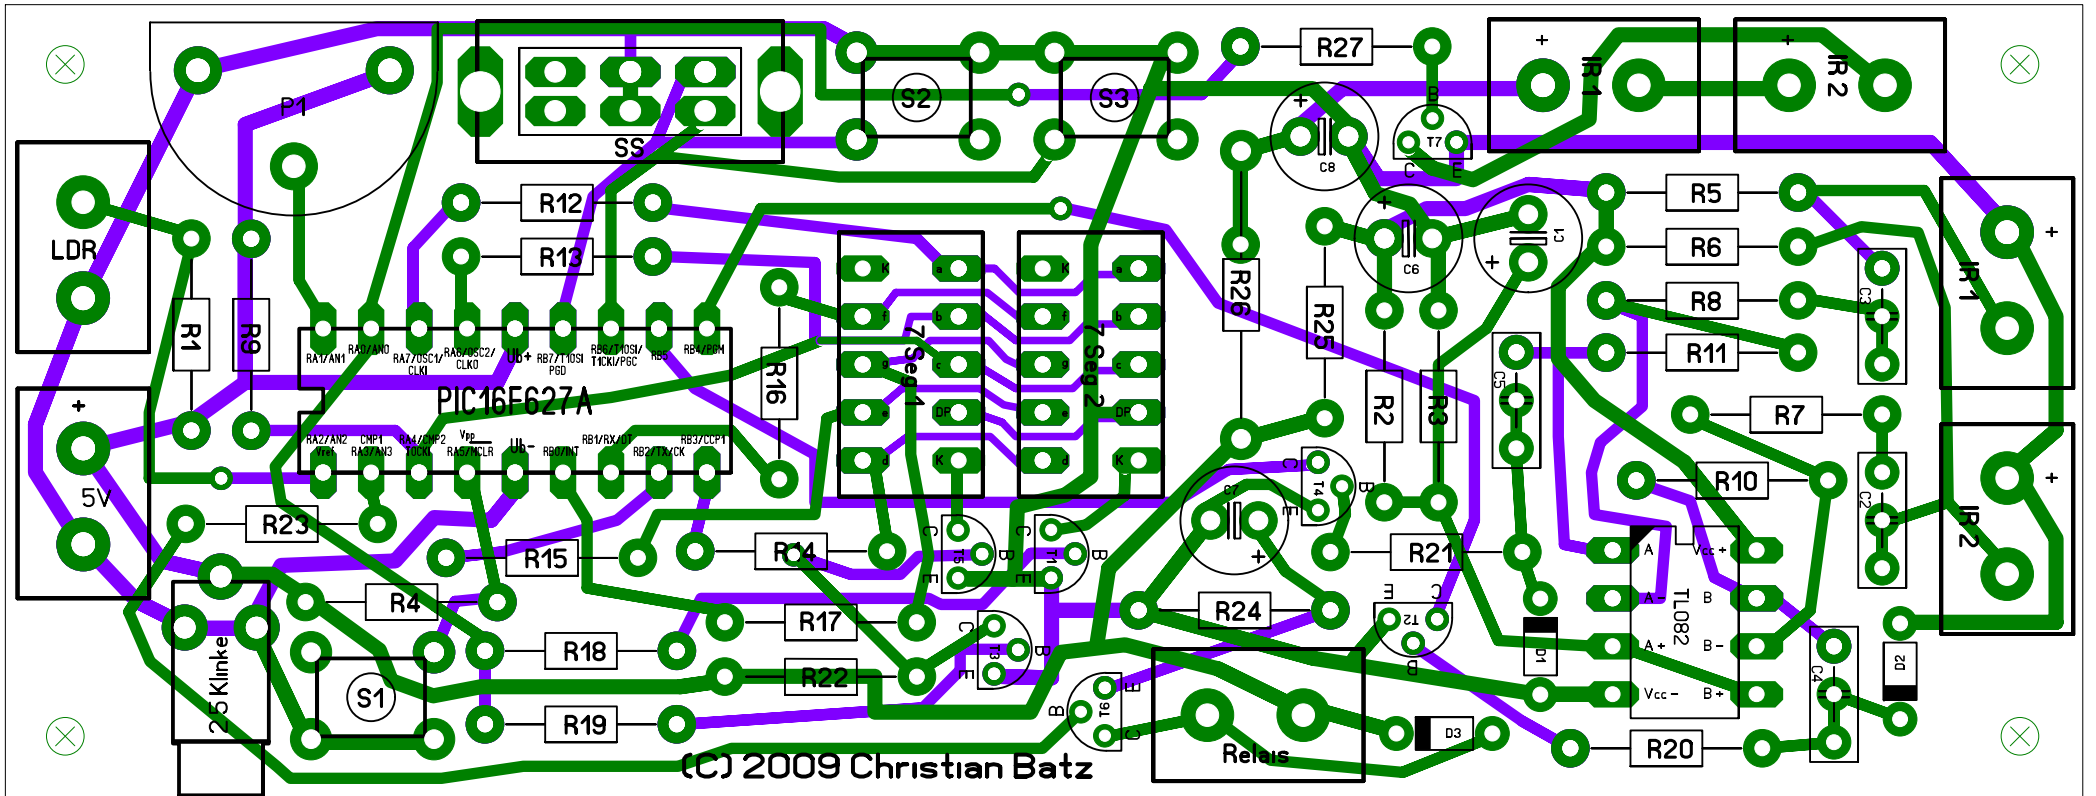 R27
+
+
IR 1
IR 2
P1
S2
S3
B
+
SS
T7
C8
C
E
R12
R5
LDR
+
C1
+
R13
R6
C6
+
IR 1
K
a
K
a
R1
R9
R26
R25
R8
C3
f
b
f
b
RA1/AN1
RA0/AN0
RA7/OSC1/
CLKI
RA6/OSC2/
CLKO
Ub+
RB7/T1OSI
PGD
RB6/T1OSI/
T1CKI/PGC
RB5
RB4/PGM
7 Seg 1
7 Seg 2
R11
g
c
g
c
R16
C5
PIC16F627A
+
R2
R3
R7
e
DP
e
DP
RA2/AN2
Vref
CMP1
RA3/AN3
RA4/CMP2
TOCKI
Vpp
RA5/MCLR
Ub-
RB0/INT
RB1/RX/DT
RB2/TX/CK
RB3/CCP1
d
K
d
K
C
T4
B
E
R10
+
C7
+
C2
IR2
5V
R23
R15
R14
C
T5
B
E
C
T1
B
E
R21
A
Vcc +
A -
B
TL082
A +
B -
Vcc -
B +
R4
R17
R24
E
C
T2
B
D1
D2
R18
C
T3
B
E
R22
C4
25 Klinke
S1
E
B
T6
C
R19
D3
R20
Relais
(C) 2009 Christian Batz